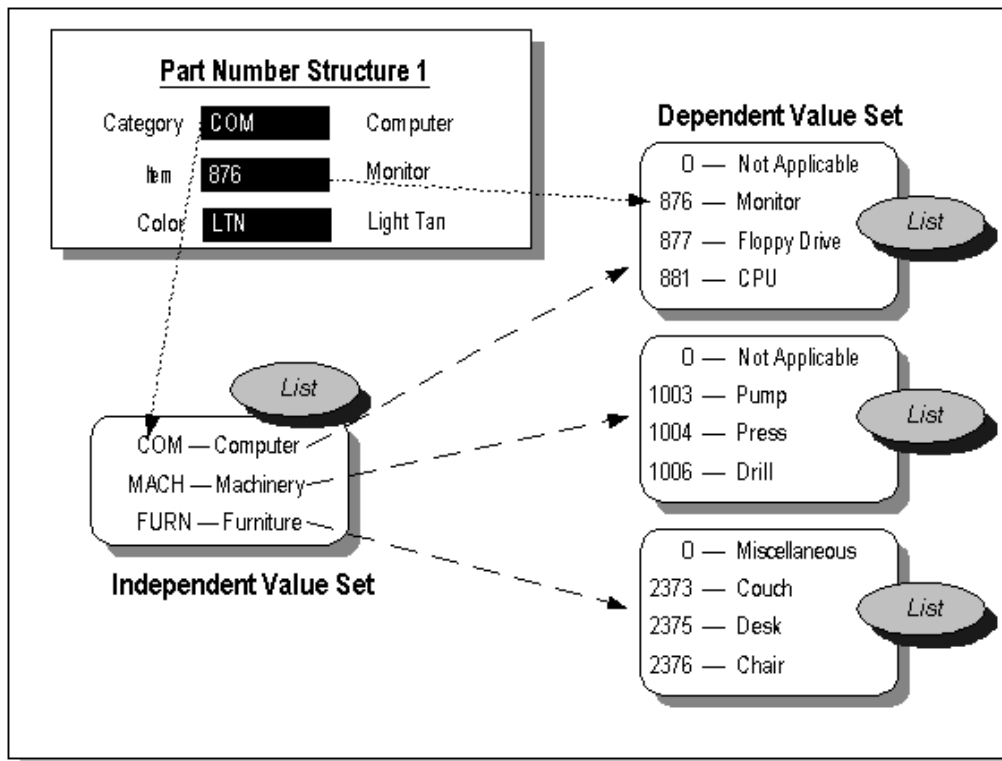 Part Number Structure 1
Category COM Computer
Item 876 Monitor
Color LTN Light Tan
Dependent Value Set
0 — Not Applicable
876 — Monitor
877 — Floppy Drive
881 — CPU
List
0 — Not Applicable
1003 — Pump
1004 — Press
1006 — Drill
List
0 — Miscellaneous
2373 — Couch
2375 — Desk
2376 — Chair
List
List
COM — Computer
MACH — Machinery
FURN — Furniture
Independent Value Set